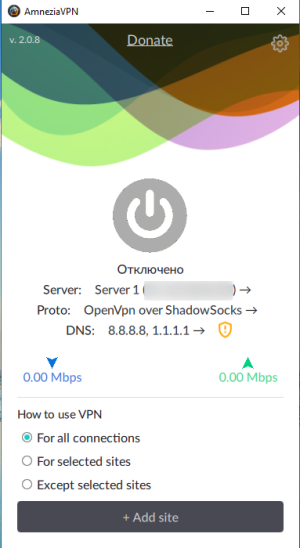 AmneziaVPN
v. 2.0.8
Donate
Отключено
Server: Server 1 ( ) →
Proto: OpenVpn over ShadowSocks →
DNS: 8.8.8.8, 1.1.1.1 →
0.00 Mbps 0.00 Mbps
How to use VPN
For all connections
For selected sites
Except selected sites
+ Add site